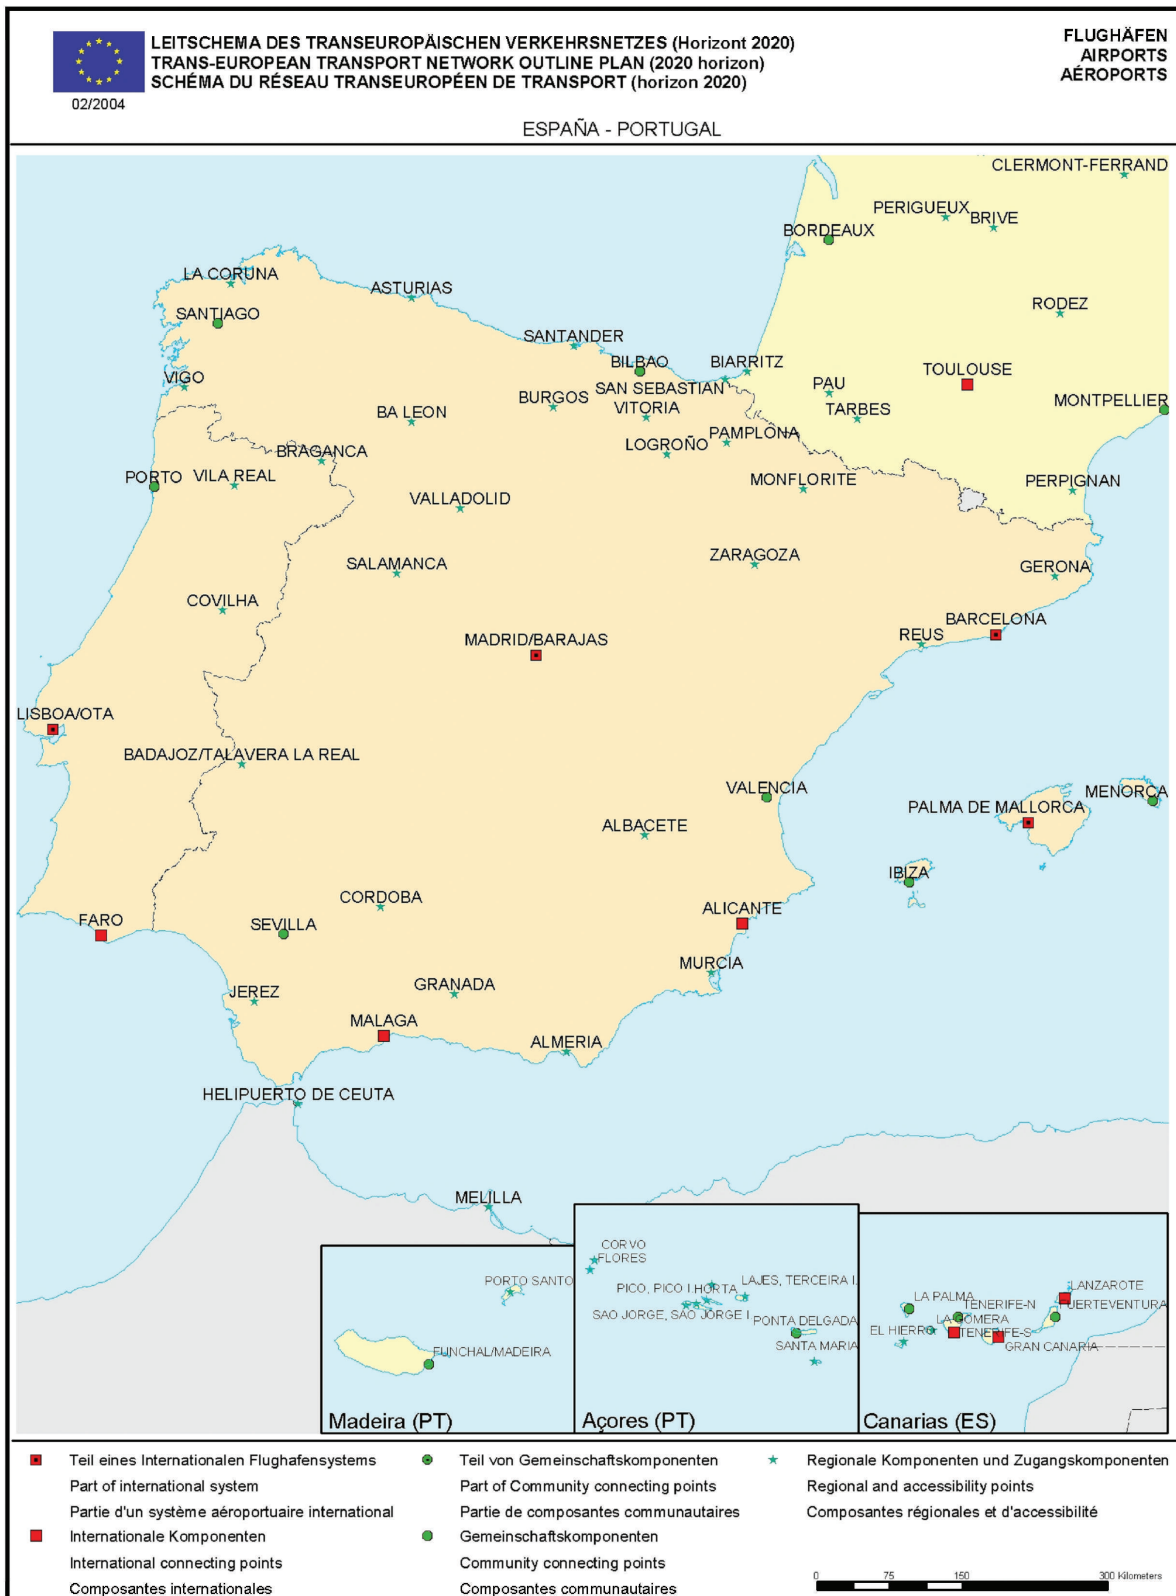 LEITSCHEMA DES TRANSEUROPÄISCHEN VERKEHRSNETZES (Horizont 2020)
TRANS-EUROPEAN TRANSPORT NETWORK OUTLINE PLAN (2020 horizon)
SCHÉMA DU RÉSEAU TRANSEUROPÉEN DE TRANSPORT (horizon 2020)
02/2004
FLUGHÄFEN
AIRPORTS
AÉROPORTS
ESPAÑA - PORTUGAL
CLERMONT-FERRAND
PERIGUEUX
BRIVE
BORDEAUX
LA CORUNA
ASTURIAS
RODEZ
SANTIAGO
SANTANDER
BILBAO
BIARRITZ
TOULOUSE
VIGO
SAN SEBASTIAN
PAU
BURGOS
VITORIA
TARBES
MONTPELLIER
BA LEON
LOGROÑO
PAMPLONA
BRAGANCA
PORTO
VILA REAL
MONFLORITE
PERPIGNAN
VALLADOLID
SALAMANCA
ZARAGOZA
GERONA
COVILHA
MADRID/BARAJAS
REUS
BARCELONA
LISBOA/OTA
BADAJOZ/TALAVERA LA REAL
VALENCIA
PALMA DE MALLORCA
MENORCA
ALBACETE
IBIZA
CORDOBA
ALICANTE
FARO
SEVILLA
MURCIA
JEREZ
GRANADA
MALAGA
ALMERIA
HELIPUERTO DE CEUTA
MELILLA
PORTO SANTO
FUNCHAL/MADEIRA
Madeira (PT)
CORVO
FLORES
PICO, PICO I.
HORTA
LAJES, TERCEIRA I.
SAO JORGE, SAO JORGE I
PONTA DELGADA
SANTA MARIA
Açores (PT)
LANZAROTE
LA PALMA
TENERIFE-N
FUERTEVENTURA
LA GOMERA
EL HIERRO
TENERIFE-S
GRAN CANARIA
Canarias (ES)
Teil eines Internationalen Flughafensystems
Part of international system
Partie d'un système aéroportuaire international
Internationale Komponenten
International connecting points
Composantes internationales
Teil von Gemeinschaftskomponenten
Part of Community connecting points
Partie de composantes communautaires
Gemeinschaftskomponenten
Community connecting points
Composantes communautaires
Regionale Komponenten und Zugangskomponenten
Regional and accessibility points
Composantes régionales et d'accessibilité
0 75 150 300 Kilometers